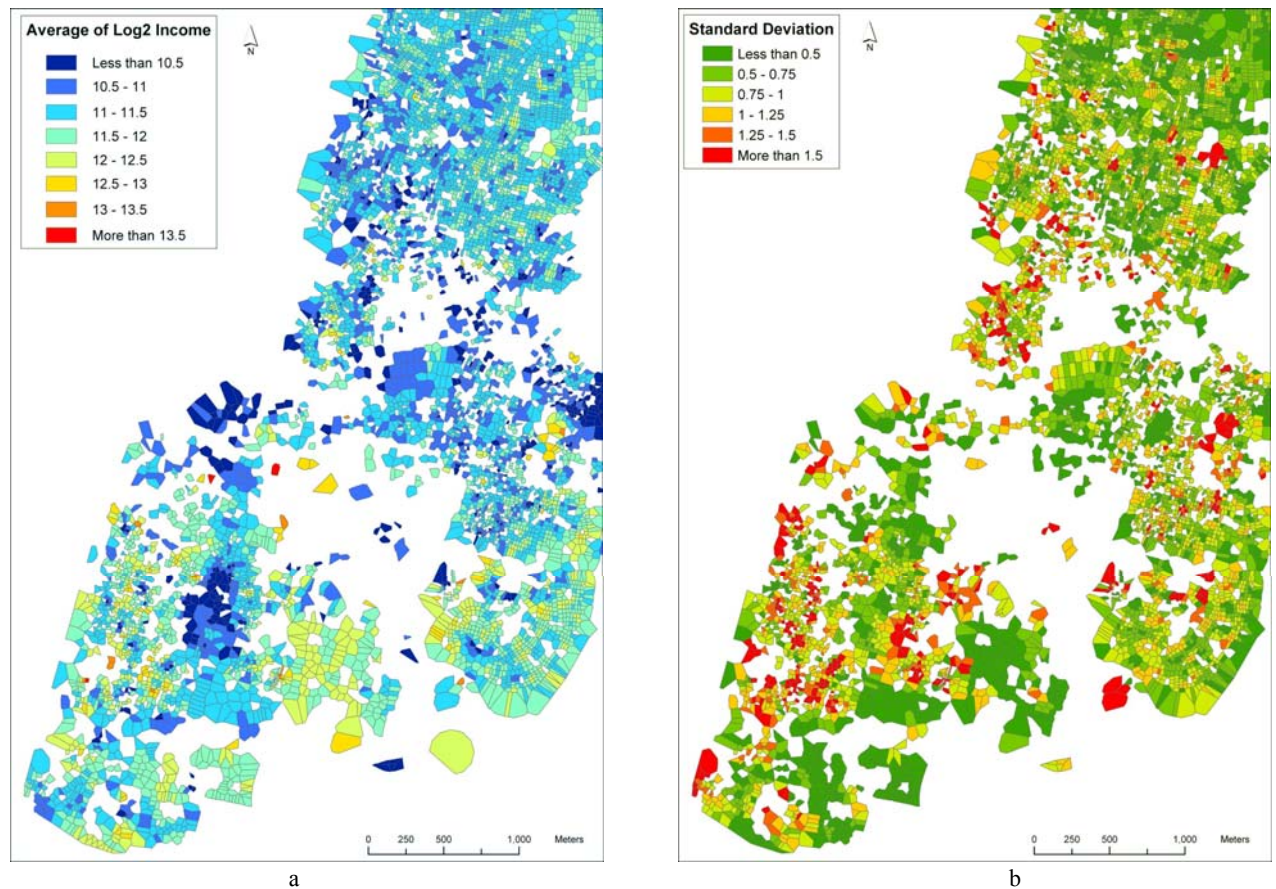 Average of Log2 Income
Less than 10.5
10.5 - 11
11 - 11.5
11.5 - 12
12 - 12.5
12.5 - 13
13 - 13.5
More than 13.5
N
0 250 500 1,000 Meters
a
Standard Deviation
Less than 0.5
0.5 - 0.75
0.75 - 1
1 - 1.25
1.25 - 1.5
More than 1.5
N
0 250 500 1,000 Meters
b